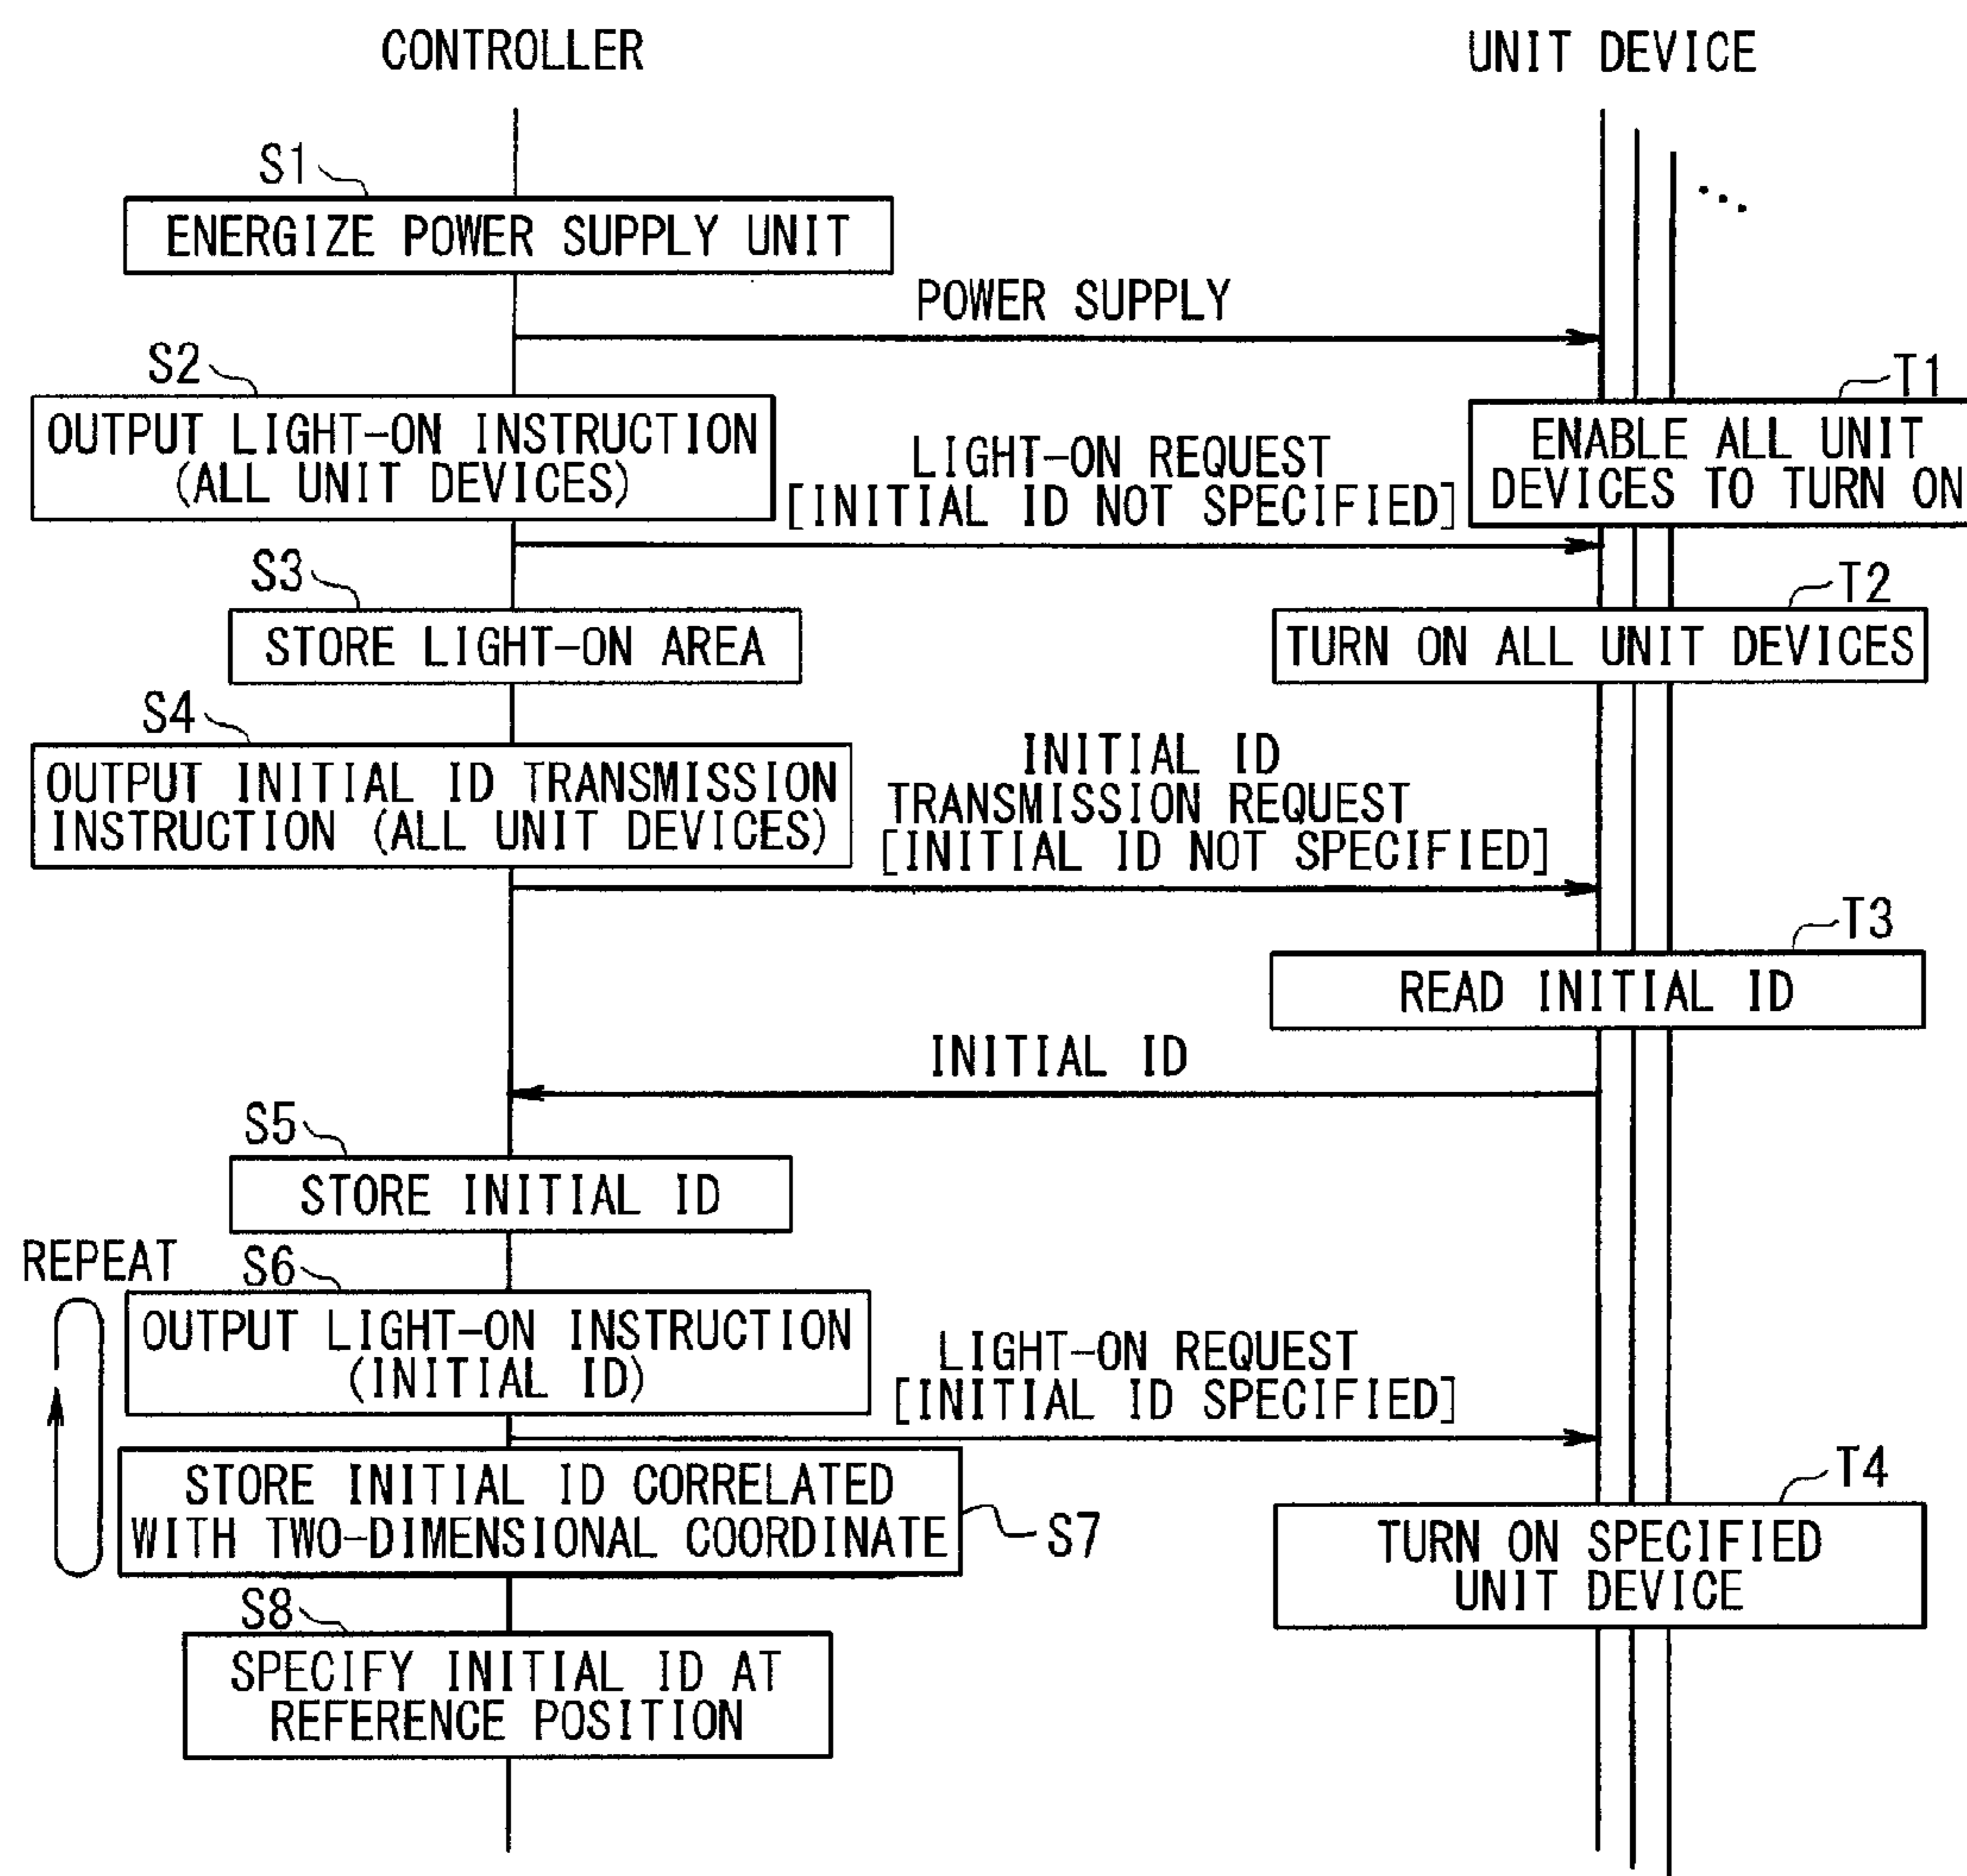 CONTROLLER
UNIT DEVICE
S1
ENERGIZE POWER SUPPLY UNIT
POWER SUPPLY
S2
OUTPUT LIGHT-ON INSTRUCTION
(ALL UNIT DEVICES)
LIGHT-ON REQUEST
[INITIAL ID NOT SPECIFIED]
T1
ENABLE ALL UNIT
DEVICES TO TURN ON
S3
STORE LIGHT-ON AREA
T2
TURN ON ALL UNIT DEVICES
S4
OUTPUT INITIAL ID TRANSMISSION
INSTRUCTION (ALL UNIT DEVICES)
INITIAL ID
TRANSMISSION REQUEST
[INITIAL ID NOT SPECIFIED]
T3
READ INITIAL ID
INITIAL ID
S5
STORE INITIAL ID
REPEAT
S6
OUTPUT LIGHT-ON INSTRUCTION
(INITIAL ID)
LIGHT-ON REQUEST
[INITIAL ID SPECIFIED]
STORE INITIAL ID CORRELATED
WITH TWO-DIMENSIONAL COORDINATE
S7
T4
TURN ON SPECIFIED
UNIT DEVICE
S8
SPECIFY INITIAL ID AT
REFERENCE POSITION